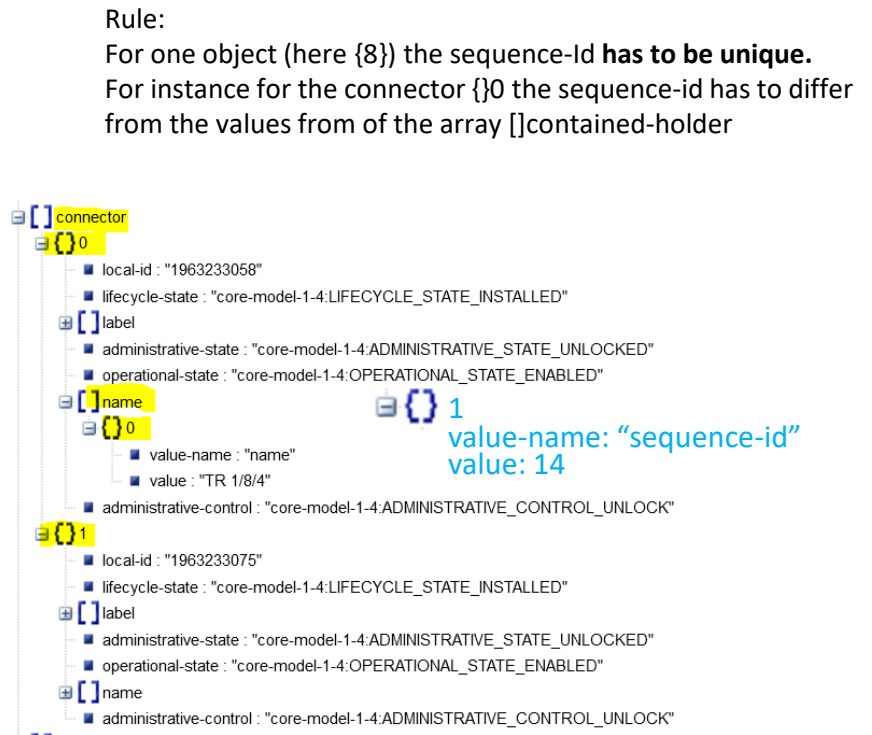 Rule:
For one object (here {8}) the sequence-Id has to be unique.
For instance for the connector {}0 the sequence-id has to differ
from the values from of the array []contained-holder
[] connector
{} 0
local-id : "1963233058"
lifecycle-state : "core-model-1-4:LIFECYCLE_STATE_INSTALLED"
[] label
administrative-state : "core-model-1-4:ADMINISTRATIVE_STATE_UNLOCKED"
operational-state : "core-model-1-4:OPERATIONAL_STATE_ENABLED"
[] name
{} 0
value-name : "name"
value : "TR 1/8/4"
{} 1
value-name: “sequence-id”
value: 14
administrative-control : "core-model-1-4:ADMINISTRATIVE_CONTROL_UNLOCK"
{} 1
local-id : "1963233075"
lifecycle-state : "core-model-1-4:LIFECYCLE_STATE_INSTALLED"
[] label
administrative-state : "core-model-1-4:ADMINISTRATIVE_STATE_UNLOCKED"
operational-state : "core-model-1-4:OPERATIONAL_STATE_ENABLED"
[] name
administrative-control : "core-model-1-4:ADMINISTRATIVE_CONTROL_UNLOCK"